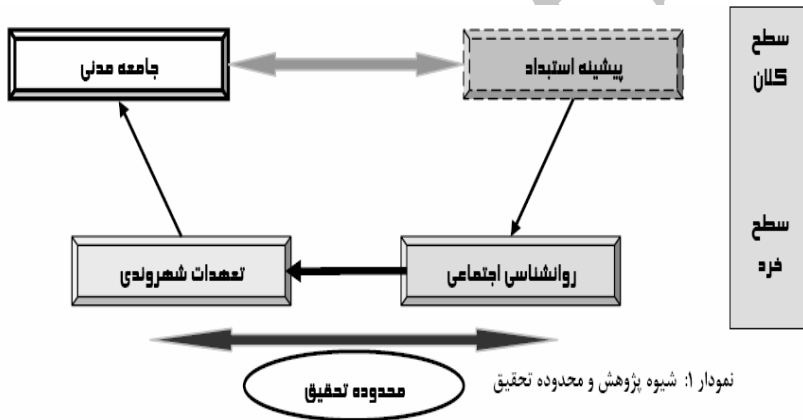 سطح
کلان
پیشینه استبداد
جامعه مدنی
سطح
خرد
روانشناسی اجتماعی
تعهدات شهروندی
محدوده تحقیق
نمودار ۱: شیوه پژوهش و محدوده تحقیق